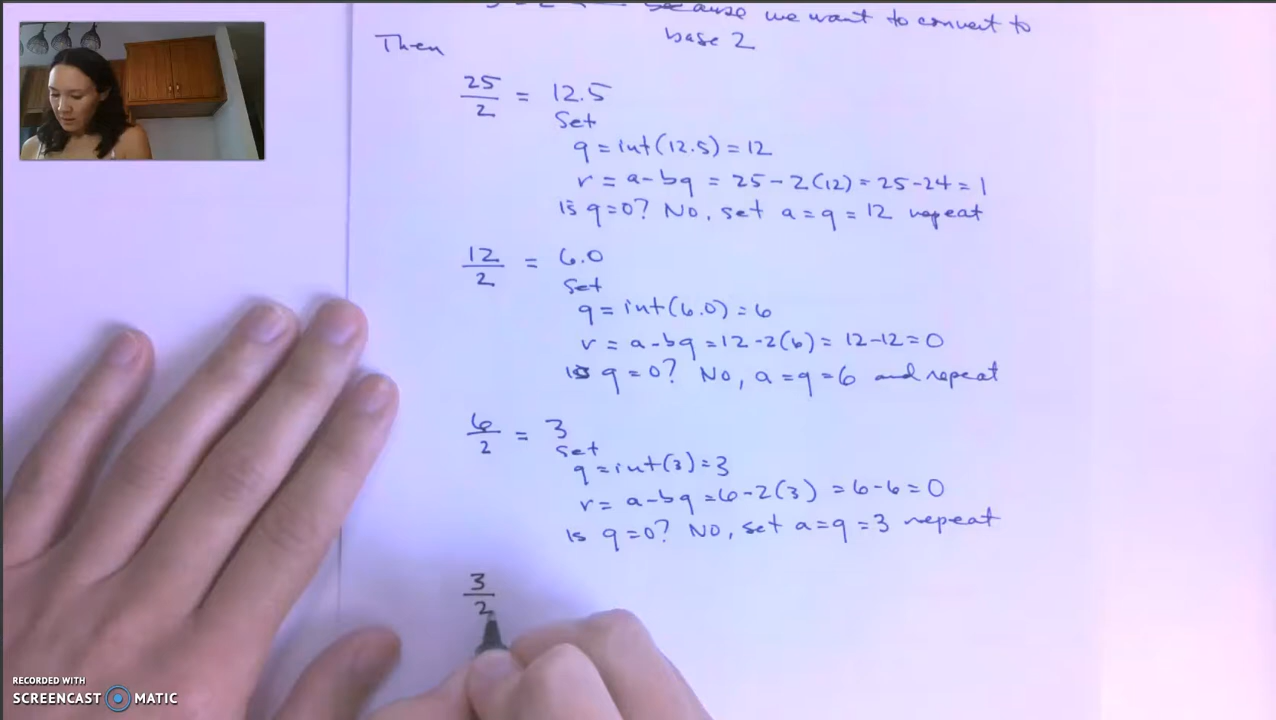 because we want to convert to
base 2
Then
25/2 = 12.5
Set
q = int(12.5) = 12
r = a - bq = 25 - 2(12) = 25 - 24 = 1
Is q = 0? No, set a = q = 12 repeat
12/2 = 6.0
Set
q = int(6.0) = 6
r = a - bq = 12 - 2(6) = 12 - 12 = 0
Is q = 0? No, a = q = 6 and repeat
6/2 = 3
Set
q = int(3) = 3
r = a - bq = 6 - 2(3) = 6 - 6 = 0
Is q = 0? No, set a = q = 3 repeat
3/2
RECORDED WITH
SCREENCAST MATIC